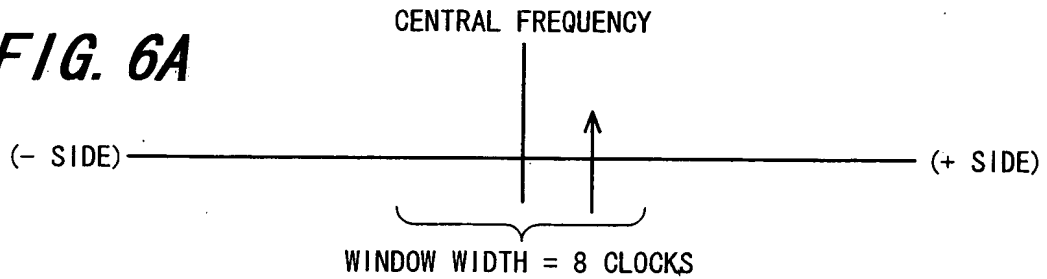 CENTRAL FREQUENCY
FIG. 6A
(- SIDE)
(+ SIDE)
WINDOW WIDTH = 8 CLOCKS